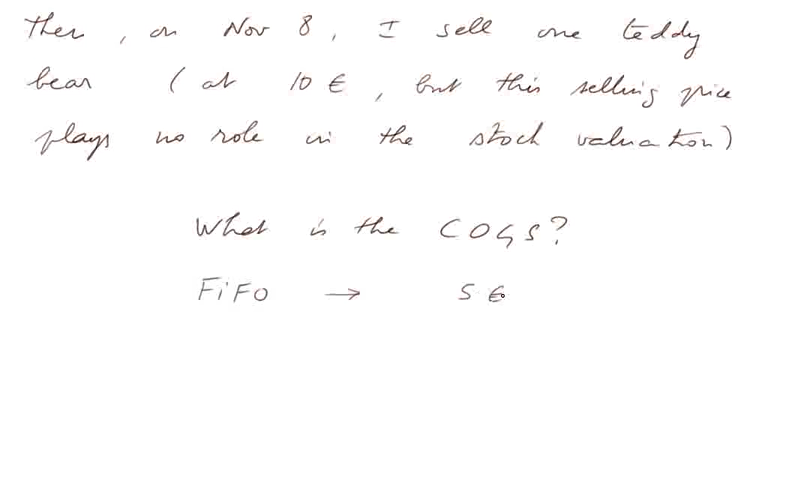 then, on Nov 8, I sell one teddy
bear (at 10 €, but this selling price
plays no role in the stock valuation)
What is the COGS?
FiFo → 5 €